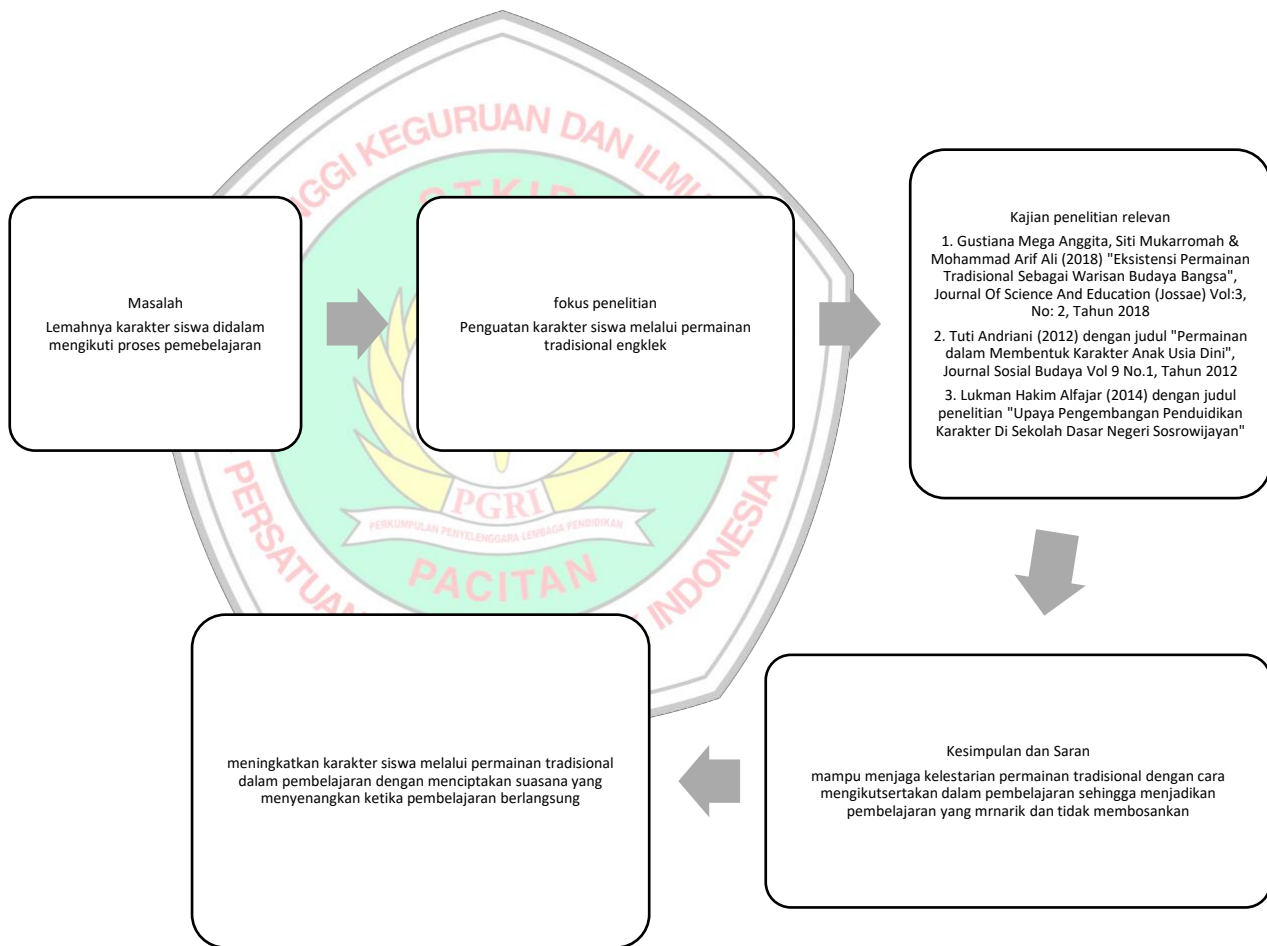 Masalah
Lemahnya karakter siswa didalam
mengikuti proses pemebelajaran
fokus penelitian
Penguatan karakter siswa melalui permainan
tradisional engklek
Kajian penelitian relevan
1. Gustiana Mega Anggita, Siti Mukarromah &
Mohammad Arif Ali (2018) "Eksistensi Permainan
Tradisional Sebagai Warisan Budaya Bangsa",
Journal Of Science And Education (Jossae) Vol:3,
No: 2, Tahun 2018
2. Tuti Andriani (2012) dengan judul "Permainan
dalam Membentuk Karakter Anak Usia Dini",
Journal Sosial Budaya Vol 9 No.1, Tahun 2012
3. Lukman Hakim Alfajar (2014) dengan judul
penelitian "Upaya Pengembangan Penduidikan
Karakter Di Sekolah Dasar Negeri Sosrowijayan"
Kesimpulan dan Saran
mampu menjaga kelestarian permainan tradisional dengan cara
mengikutsertakan dalam pembelajaran sehingga menjadikan
pembelajaran yang mrnarik dan tidak membosankan
meningkatkan karakter siswa melalui permainan tradisional
dalam pembelajaran dengan menciptakan suasana yang
menyenangkan ketika pembelajaran berlangsung
KEGURUAN DAN
PGRI
PERKUMPULAN PENYELENGGARA LEMBAGA PENDIDIKAN
PACITAN
INDONESIA